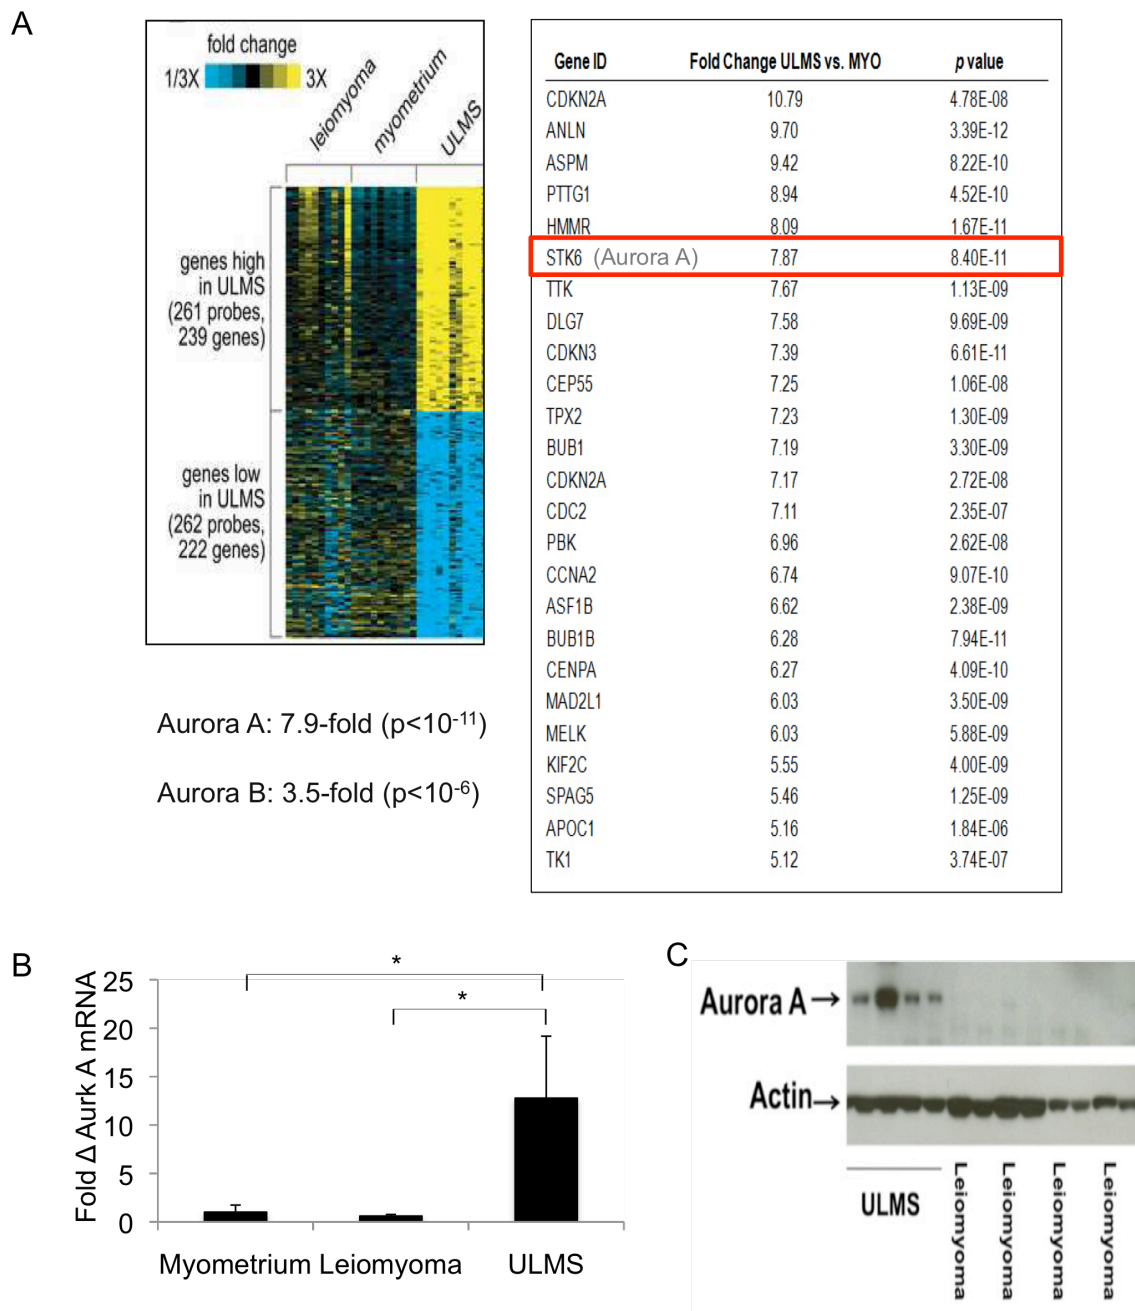 A
fold change
1/3X 3X
leiomyoma
myometrium
ULMS
genes high
in ULMS
(261 probes,
239 genes)
genes low
in ULMS
(262 probes,
222 genes)
Aurora A: 7.9-fold (p<10-11)
Aurora B: 3.5-fold (p<10-6)
Gene ID Fold Change ULMS vs. MYO p value
CDKN2A 10.79 4.78E-08
ANLN 9.70 3.39E-12
ASPM 9.42 8.22E-10
PTTG1 8.94 4.52E-10
HMMR 8.09 1.67E-11
STK6 (Aurora A) 7.87 8.40E-11
TTK 7.67 1.13E-09
DLG7 7.58 9.69E-09
CDKN3 7.39 6.61E-11
CEP55 7.25 1.06E-08
TPX2 7.23 1.30E-09
BUB1 7.19 3.30E-09
CDKN2A 7.17 2.72E-08
CDC2 7.11 2.35E-07
PBK 6.96 2.62E-08
CCNA2 6.74 9.07E-10
ASF1B 6.62 2.38E-09
BUB1B 6.28 7.94E-11
CENPA 6.27 4.09E-10
MAD2L1 6.03 3.50E-09
MELK 6.03 5.88E-09
KIF2C 5.55 4.00E-09
SPAG5 5.46 1.25E-09
APOC1 5.16 1.84E-06
TK1 5.12 3.74E-07
B
Fold Δ Aurk A mRNA
25
20
15
10
5
0
*
*
Myometrium Leiomyoma ULMS
C
Aurora A→
Actin→
ULMS
Leiomyoma
Leiomyoma
Leiomyoma
Leiomyoma